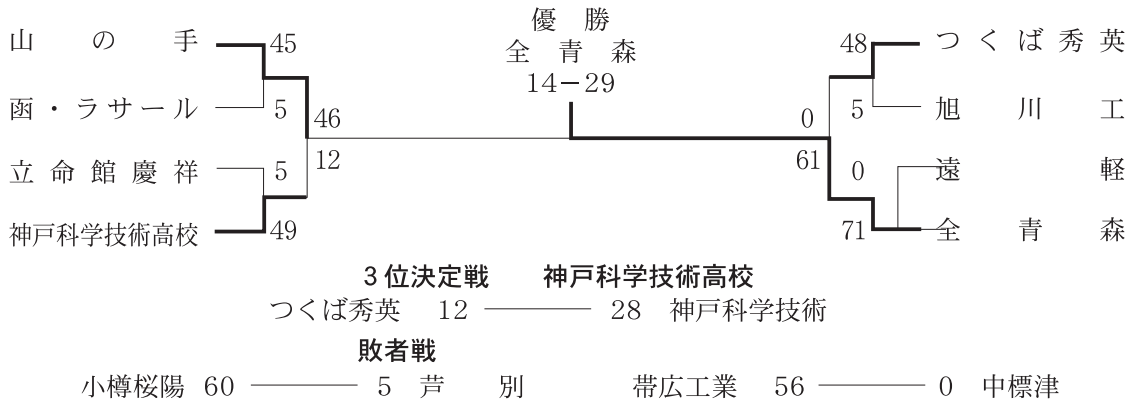 優勝
全青森
14−29
山の手 45
函・ラサール 5
46
12
立命館慶祥 5
神戸科学技術高校 49
48 つくば秀英
5 旭川工
0
61
0 遠軽
71 全青森
3位決定戦 神戸科学技術高校
つくば秀英 12 28 神戸科学技術
敗者戦
小樽桜陽 60 5 芦別 帯広工業 56 0 中標津